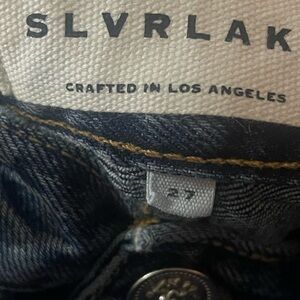 SLVRLAK
CRAFTED IN LOS ANGELES
27